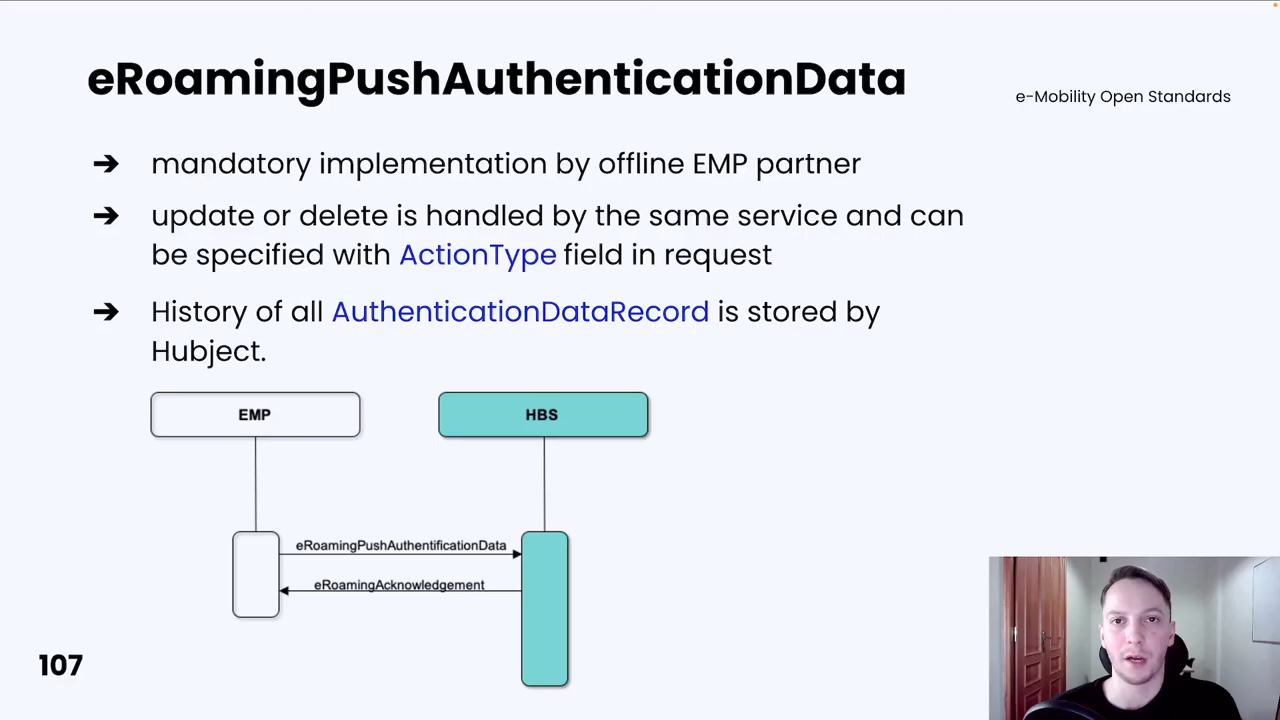 eRoamingPushAuthenticationData
e-Mobility Open Standards
➔ mandatory implementation by offline EMP partner
➔ update or delete is handled by the same service and can
be specified with ActionType field in request
➔ History of all AuthenticationDataRecord is stored by
Hubject.
EMP
HBS
eRoamingPushAuthentificationData
eRoamingAcknowledgement
107